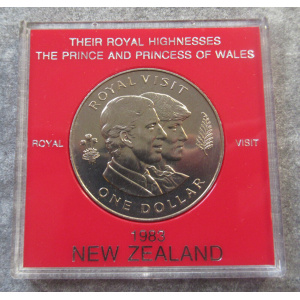 THEIR ROYAL HIGHNESSES
THE PRINCE AND PRINCESS OF WALES
ROYAL VISIT
ROYAL VISIT
ONE DOLLAR
1983
NEW ZEALAND